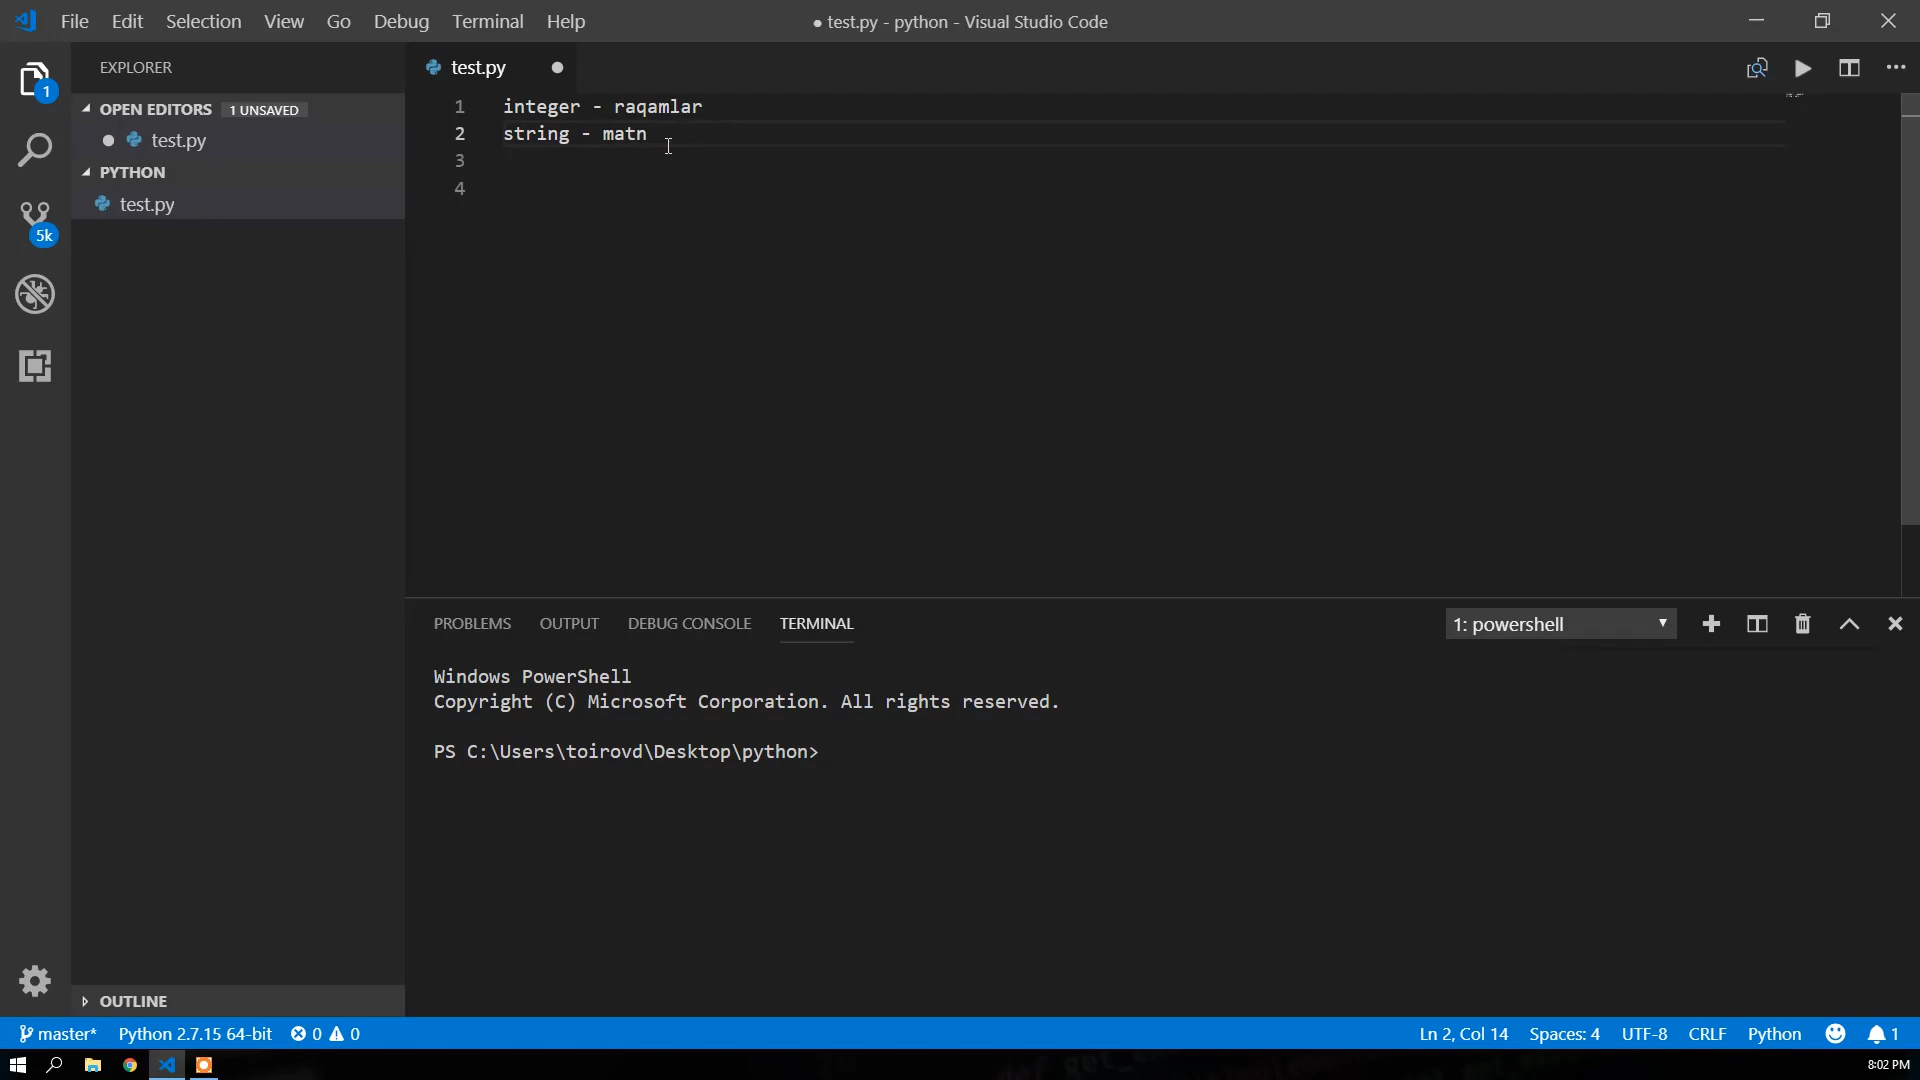 File Edit Selection View Go Debug Terminal Help
● test.py - python - Visual Studio Code
EXPLORER
OPEN EDITORS 1 UNSAVED
test.py
PYTHON
test.py
1
5k
test.py
1 integer - raqamlar
2 string - matn
3
4
PROBLEMS OUTPUT DEBUG CONSOLE TERMINAL
1: powershell
Windows PowerShell
Copyright (C) Microsoft Corporation. All rights reserved.
PS C:\Users\toirovd\Desktop\python>
OUTLINE
master* Python 2.7.15 64-bit 0 0
Ln 2, Col 14 Spaces: 4 UTF-8 CRLF Python 1
8:02 PM